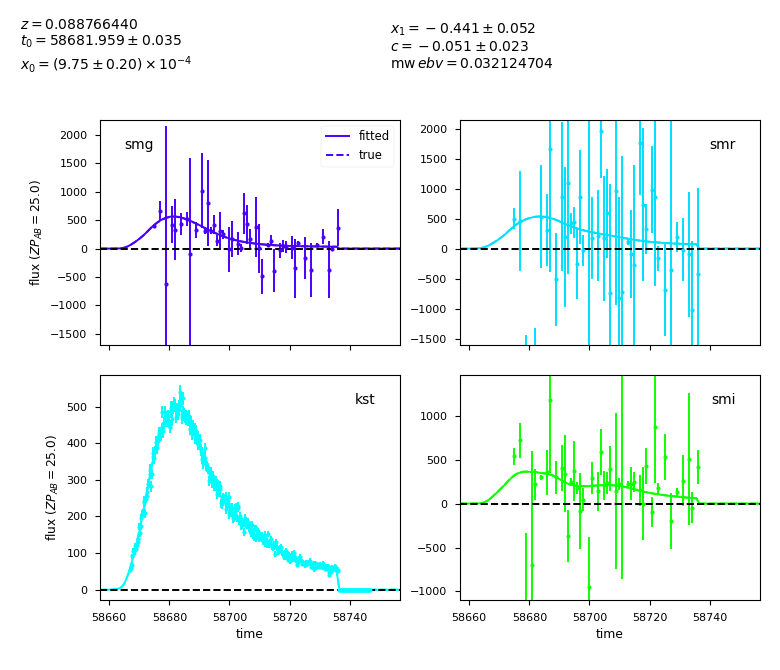 z = 0.088766440
t₀ = 58681.959 ± 0.035
x₀ = (9.75 ± 0.20) × 10⁻⁴
x₁ = −0.441 ± 0.052
c = −0.051 ± 0.023
mw ebv = 0.032124704
smg
fitted
true
2000
1500
1000
500
0
−500
−1000
−1500
flux (ZP_AB = 25.0)
smr
2000
1500
1000
500
0
−500
−1000
−1500
kst
500
400
300
200
100
0
flux (ZP_AB = 25.0)
58660 58680 58700 58720 58740
time
smi
1000
500
0
−500
−1000
58660 58680 58700 58720 58740
time